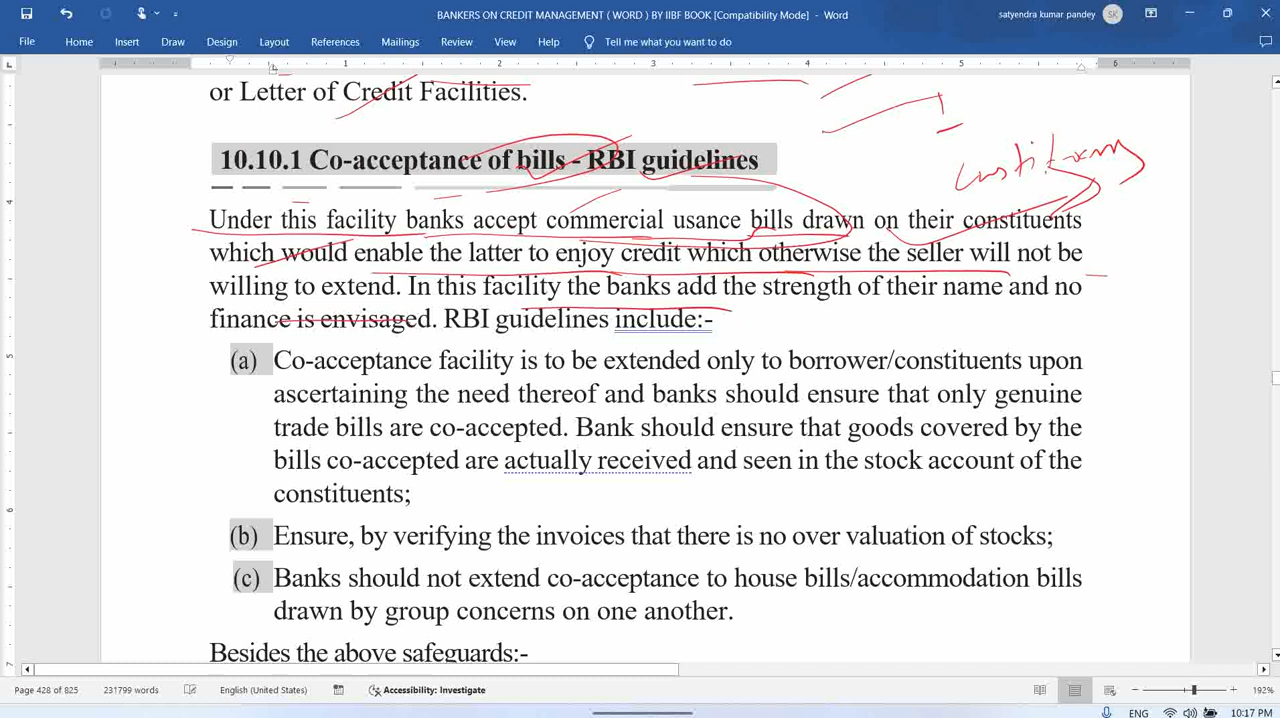 BANKERS ON CREDIT MANAGEMENT ( WORD ) BY IIBF BOOK [Compatibility Mode] - Word
satyendra kumar pandey SK
File Home Insert Draw Design Layout References Mailings Review View Help Tell me what you want to do
1 2 3 4 5 6
or Letter of Credit Facilities.
10.10.1 Co-acceptance of bills - RBI guidelines
Under this facility banks accept commercial usance bills drawn on their constituents
which would enable the latter to enjoy credit which otherwise the seller will not be
willing to extend. In this facility the banks add the strength of their name and no
finance is envisaged. RBI guidelines include:-
(a) Co-acceptance facility is to be extended only to borrower/constituents upon
ascertaining the need thereof and banks should ensure that only genuine
trade bills are co-accepted. Bank should ensure that goods covered by the
bills co-accepted are actually received and seen in the stock account of the
constituents;
(b) Ensure, by verifying the invoices that there is no over valuation of stocks;
(c) Banks should not extend co-acceptance to house bills/accommodation bills
drawn by group concerns on one another.
Besides the above safeguards:-
Page 428 of 825 231799 words English (United States) Accessibility: Investigate 192%
ENG 10:17 PM